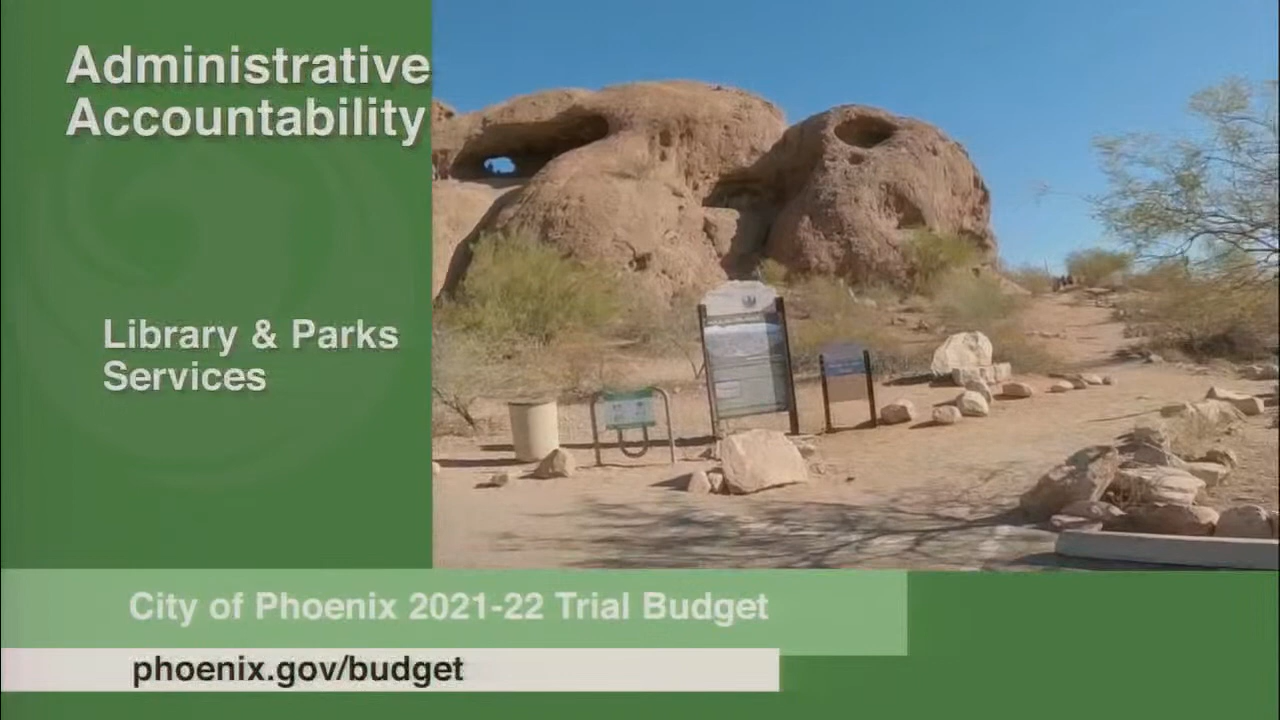 Administrative
Accountability
Library & Parks
Services
City of Phoenix 2021-22 Trial Budget
phoenix.gov/budget